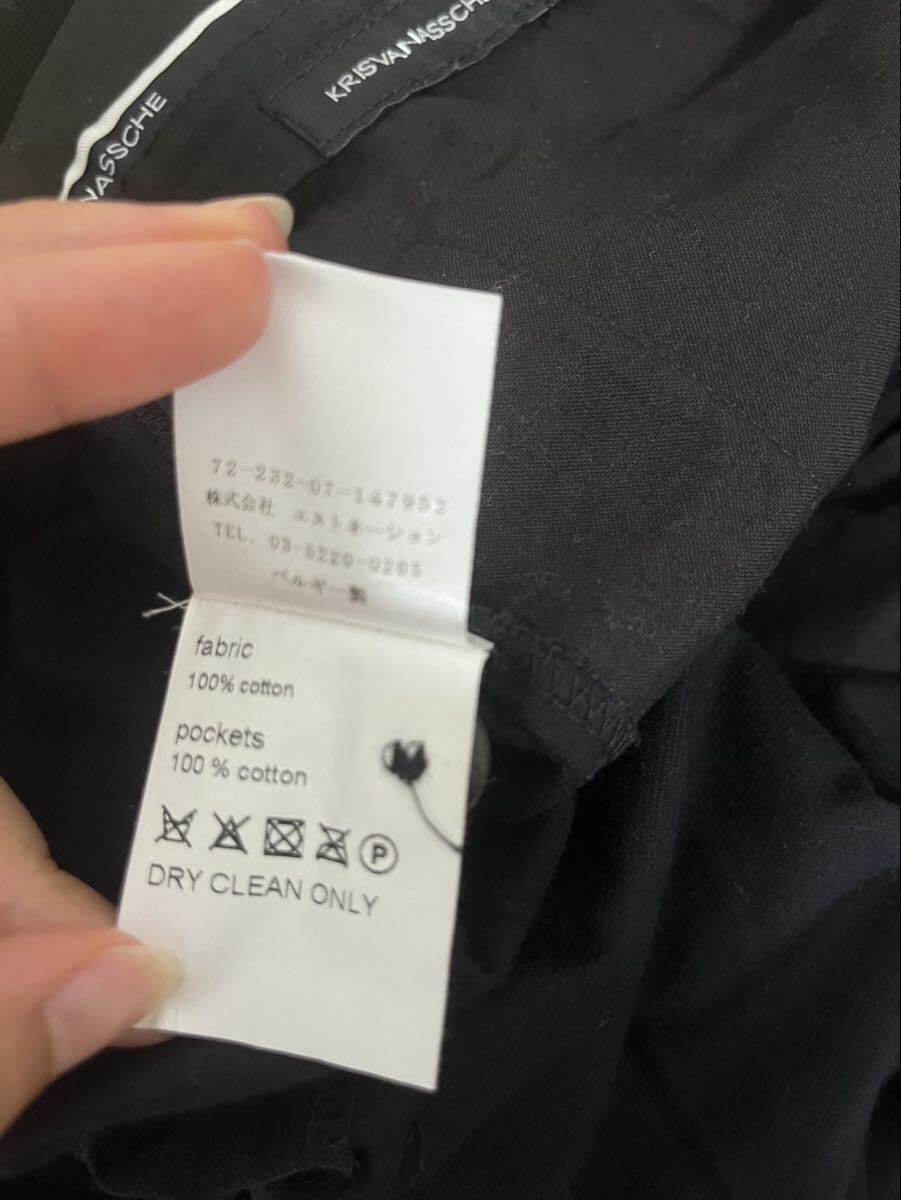 KRISVANASSCHE
NASSCHE
72-232-07-147952
株式会社 エストネーション
TEL. 03-5220-0205
ベルギー製
fabric
100% cotton
pockets
100 % cotton
P
DRY CLEAN ONLY